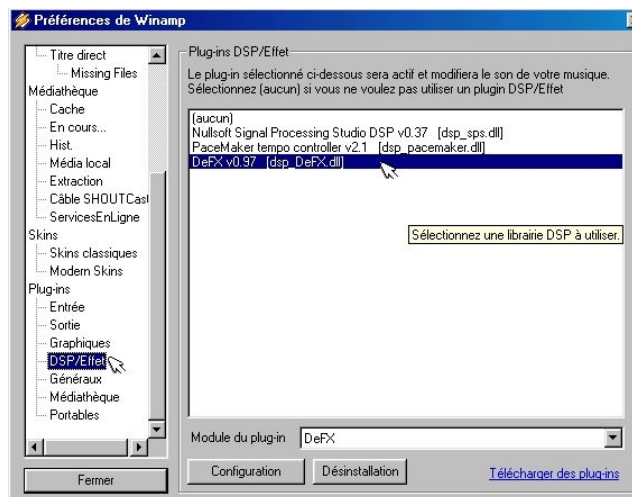 Préférences de Winamp
Titre direct
Missing Files
Médiathèque
Cache
En cours...
Hist.
Média local
Extraction
Câble SHOUTCast
ServicesEnLigne
Skins
Skins classiques
Modern Skins
Plug-ins
Entrée
Sortie
Graphiques
DSP/Effet
Généraux
Médiathèque
Portables
Fermer
Plug-ins DSP/Effet
Le plug-in sélectionné ci-dessous sera actif et modifiera le son de votre musique.
Sélectionnez (aucun) si vous ne voulez pas utiliser un plugin DSP/Effet
(aucun)
Nullsoft Signal Processing Studio DSP v0.37 [dsp_sps.dll]
PaceMaker tempo controller v2.1 [dsp_pacemaker.dll]
DeFX v0.97 [dsp_DeFX.dll]
Sélectionnez une librairie DSP à utiliser.
Module du plug-in DeFX
Configuration Désinstallation Télécharger des plug-ins